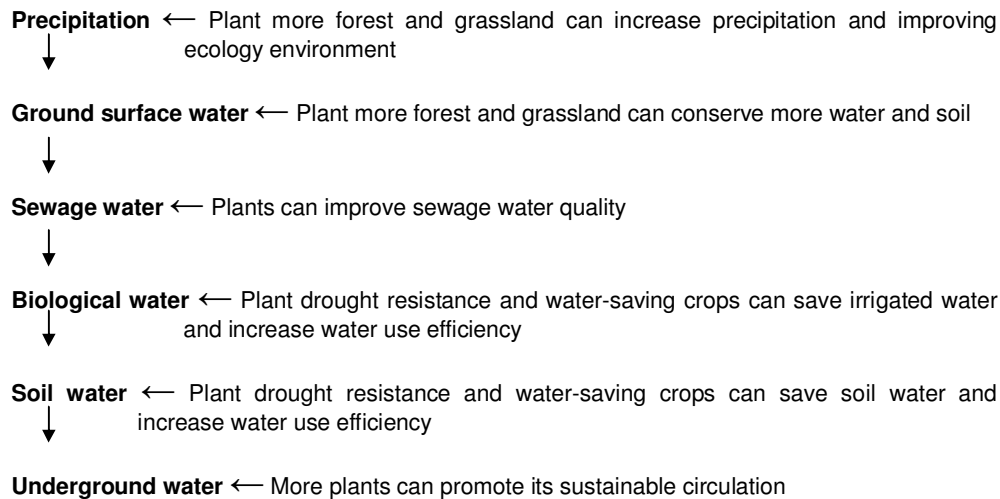 Precipitation ← Plant more forest and grassland can increase precipitation and improving
ecology environment
Ground surface water ← Plant more forest and grassland can conserve more water and soil
Sewage water ← Plants can improve sewage water quality
Biological water ← Plant drought resistance and water-saving crops can save irrigated water
and increase water use efficiency
Soil water ← Plant drought resistance and water-saving crops can save soil water and
increase water use efficiency
Underground water ← More plants can promote its sustainable circulation